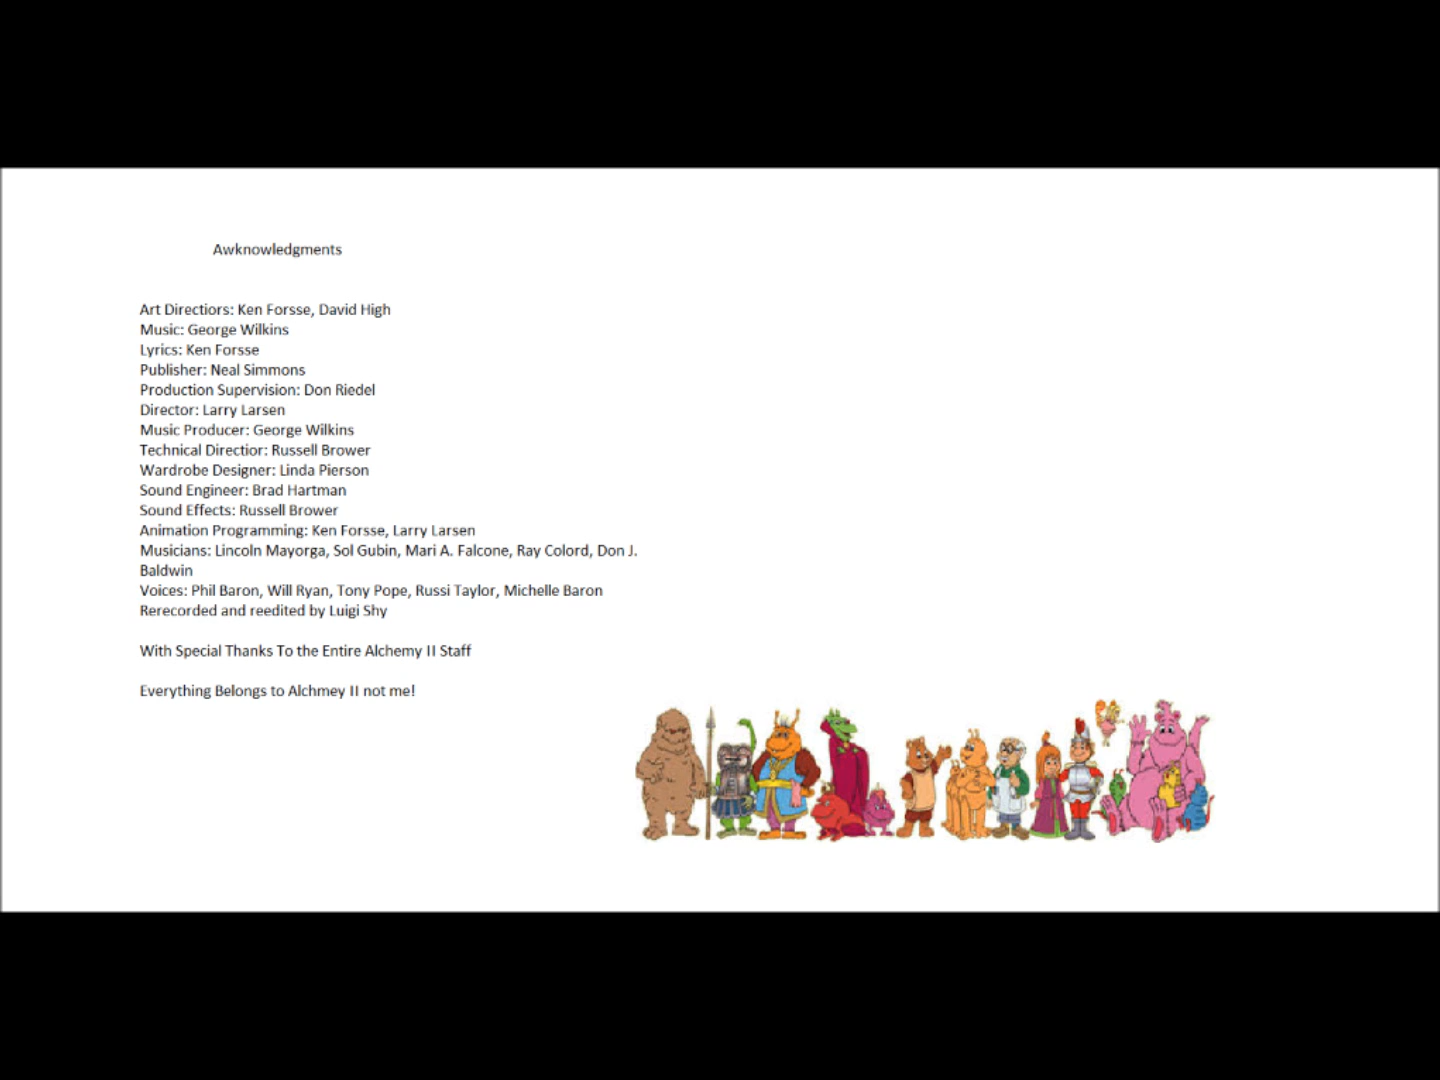 Awknowledgments
Art Directiors: Ken Forsse, David High
Music: George Wilkins
Lyrics: Ken Forsse
Publisher: Neal Simmons
Production Supervision: Don Riedel
Director: Larry Larsen
Music Producer: George Wilkins
Technical Directior: Russell Brower
Wardrobe Designer: Linda Pierson
Sound Engineer: Brad Hartman
Sound Effects: Russell Brower
Animation Programming: Ken Forsse, Larry Larsen
Musicians: Lincoln Mayorga, Sol Gubin, Mari A. Falcone, Ray Colord, Don J.
Baldwin
Voices: Phil Baron, Will Ryan, Tony Pope, Russi Taylor, Michelle Baron
Rerecorded and reedited by Luigi Shy
With Special Thanks To the Entire Alchemy II Staff
Everything Belongs to Alchmey II not me!